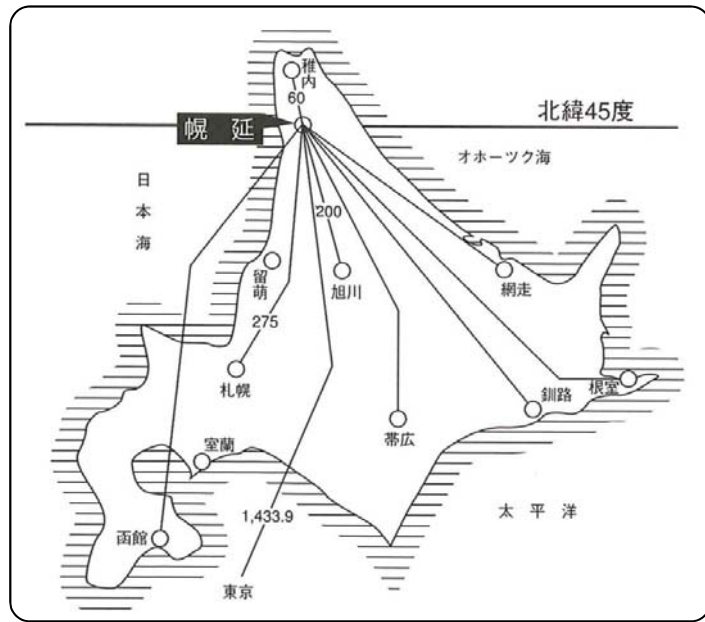 稚内
60
幌延
北緯45度
オホーツク海
日本海
200
留萌
旭川
網走
275
札幌
釧路
根室
帯広
室蘭
1,433.9
太平洋
函館
東京